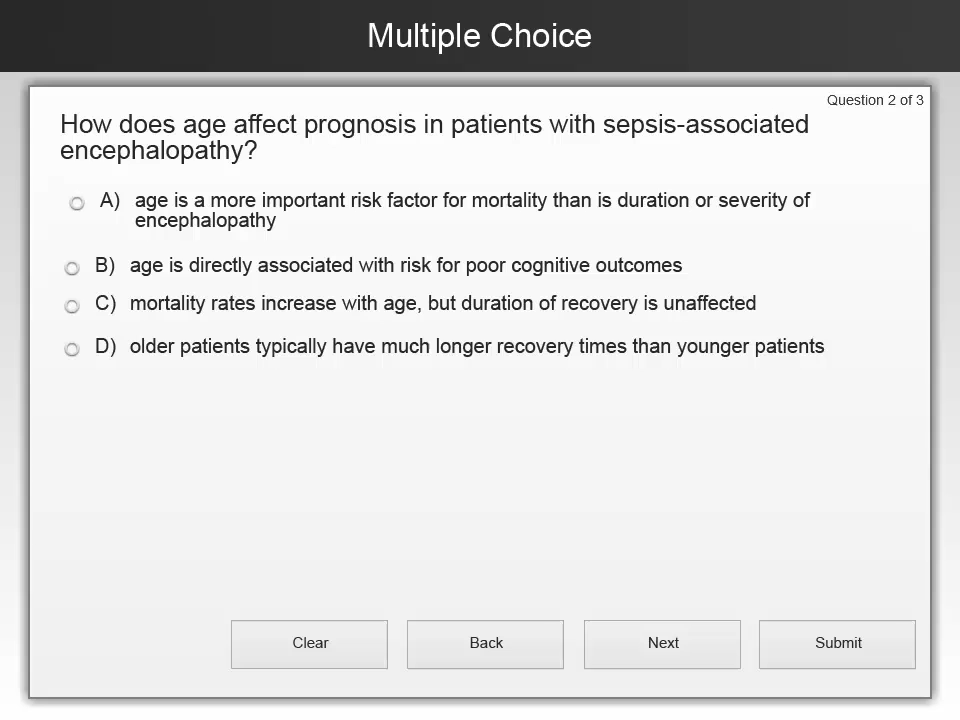 Multiple Choice
Question 2 of 3
How does age affect prognosis in patients with sepsis-associated
encephalopathy?
A) age is a more important risk factor for mortality than is duration or severity of
encephalopathy
B) age is directly associated with risk for poor cognitive outcomes
C) mortality rates increase with age, but duration of recovery is unaffected
D) older patients typically have much longer recovery times than younger patients
Clear Back Next Submit